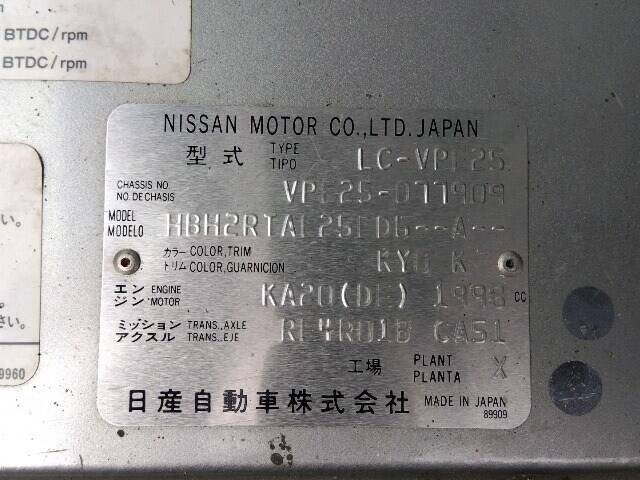 BTDC/rpm
BTDC/rpm
い。
。
さい。
9960
NISSAN MOTOR CO.,LTD.JAPAN
型式 TYPE TIPO LC-VPE25
CHASSIS NO. NO.DE CHASIS VPE25-077909
MODEL MODELO HBH2RTAE25ED5--A--
カラー COLOR,TRIM
トリム COLOR,GUARNICION KY0 K
エンジン ENGINE MOTOR KA20(DE) 1998 CC
ミッション TRANS.,AXLE
アクスル TRANS.,EJE RE4R01B CA51
工場 PLANT PLANTA X
日産自動車株式会社 MADE IN JAPAN
89909